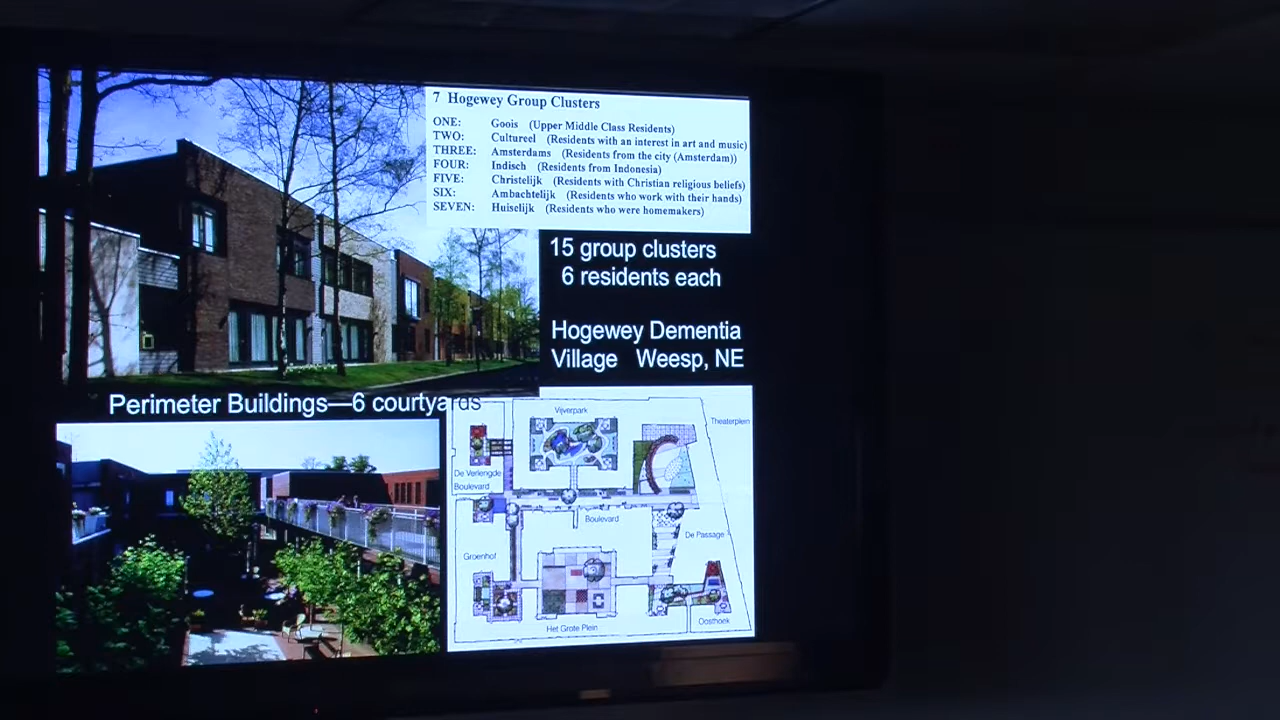 7 Hogewey Group Clusters
ONE: Goois (Upper Middle Class Residents)
TWO: Cultureel (Residents with an interest in art and music)
THREE: Amsterdams (Residents from the city (Amsterdam))
FOUR: Indisch (Residents from Indonesia)
FIVE: Christelijk (Residents with Christian religious beliefs)
SIX: Ambachtelijk (Residents who work with their hands)
SEVEN: Huiselijk (Residents who were homemakers)
15 group clusters
6 residents each
Hogewey Dementia
Village Weesp, NE
Perimeter Buildings—6 courtyards
Vijverpark
Theaterplein
De Verlengde
Boulevard
Boulevard
De Passage
Groenhof
Het Grote Plein
Oosthoek